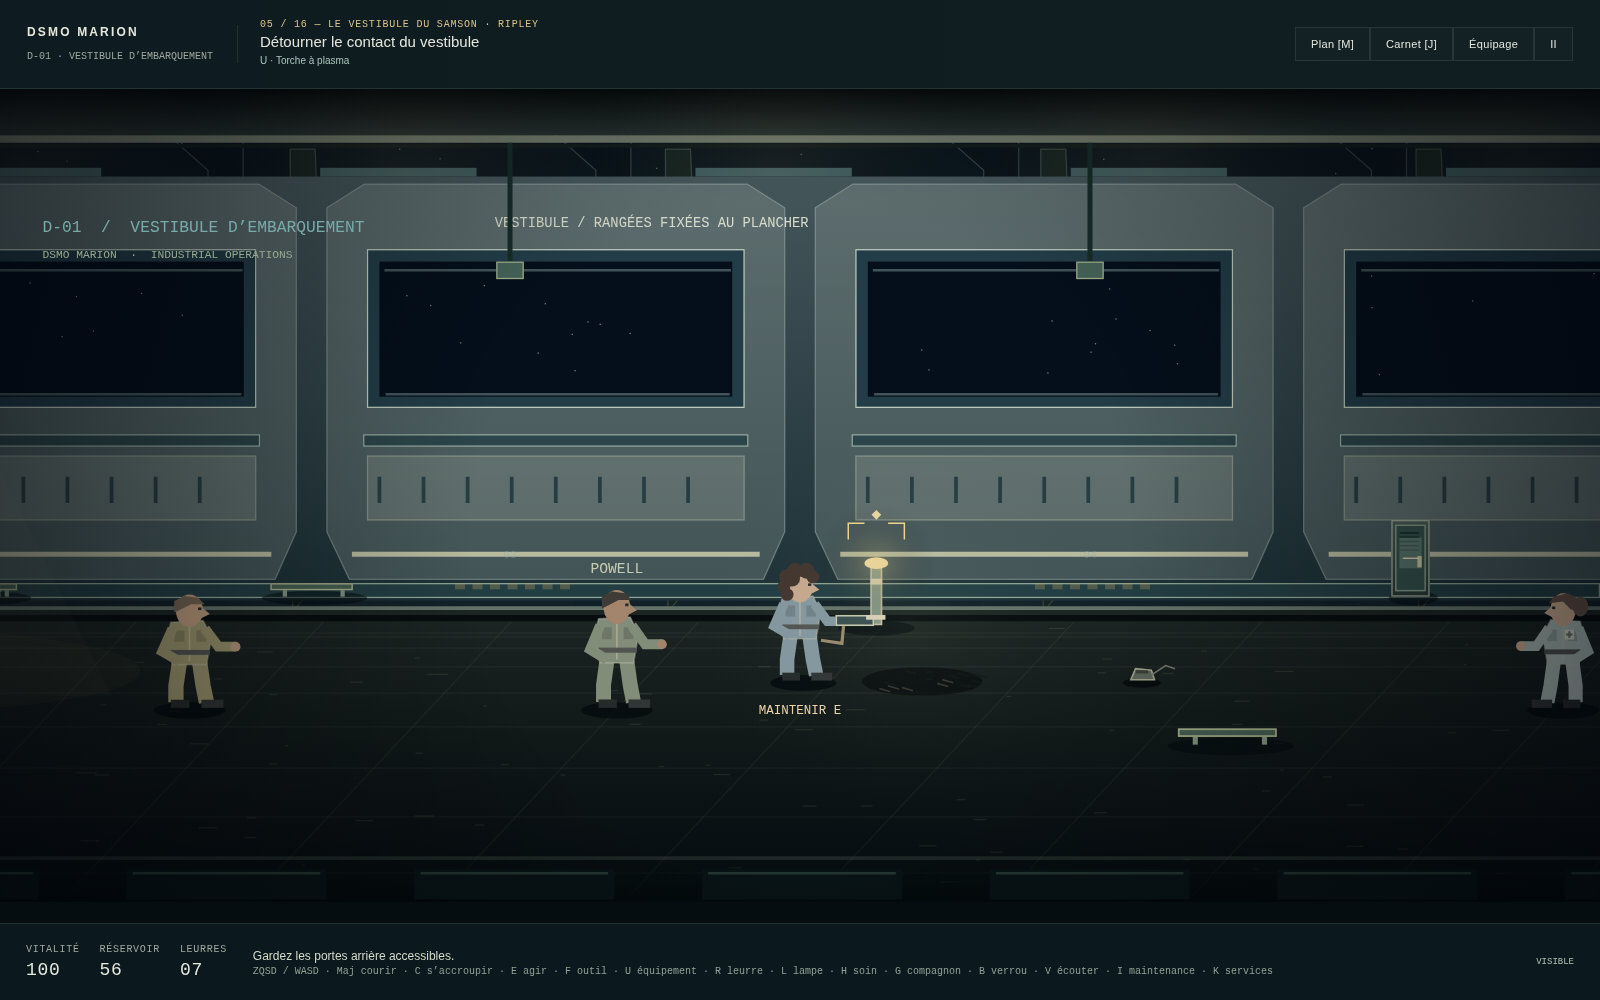 DSMO MARION
D-01 · VESTIBULE D’EMBARQUEMENT
05 / 16 — LE VESTIBULE DU SAMSON · RIPLEY
Détourner le contact du vestibule
U · Torche à plasma
Plan [M]
Carnet [J]
Équipage
II
D-01 / VESTIBULE D’EMBARQUEMENT
DSMO MARION · INDUSTRIAL OPERATIONS
VESTIBULE / RANGÉES FIXÉES AU PLANCHER
POWELL
MAINTENIR E
VITALITÉ
100
RÉSERVOIR
56
LEURRES
07
Gardez les portes arrière accessibles.
ZQSD / WASD · Maj courir · C s’accroupir · E agir · F outil · U équipement · R leurre · L lampe · H soin · G compagnon · B verrou · V écouter · I maintenance · K services
VISIBLE